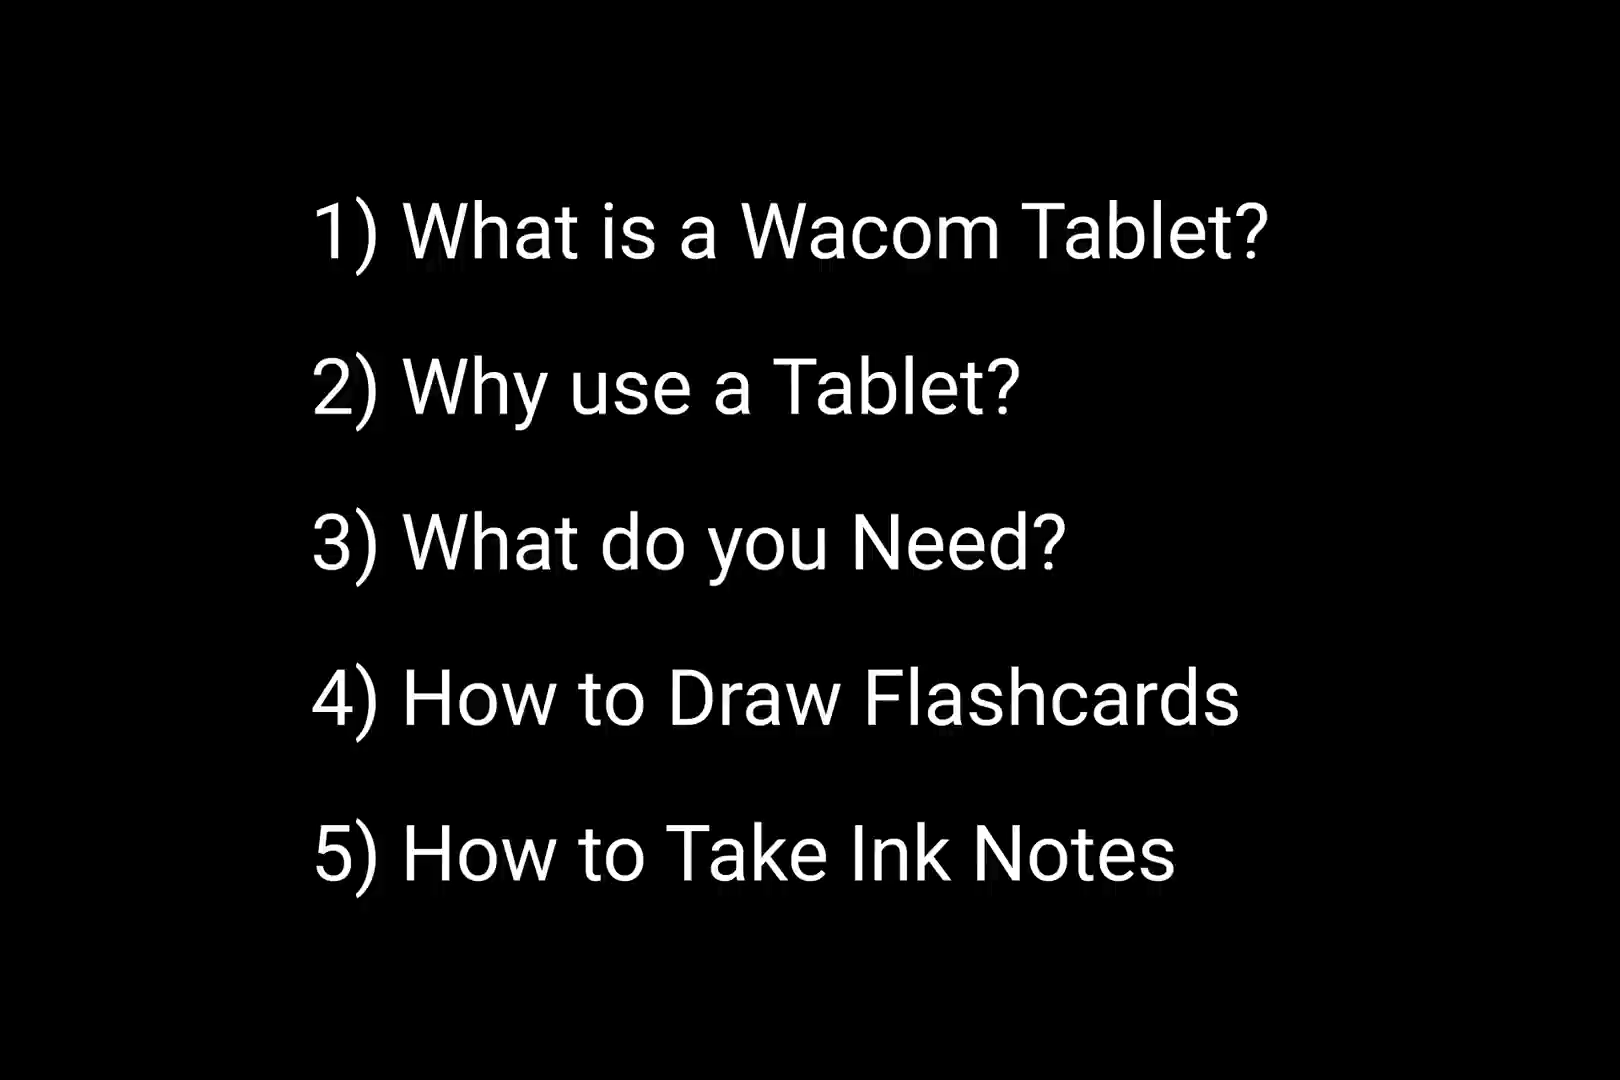 1) What is a Wacom Tablet?
2) Why use a Tablet?
3) What do you Need?
4) How to Draw Flashcards
5) How to Take Ink Notes